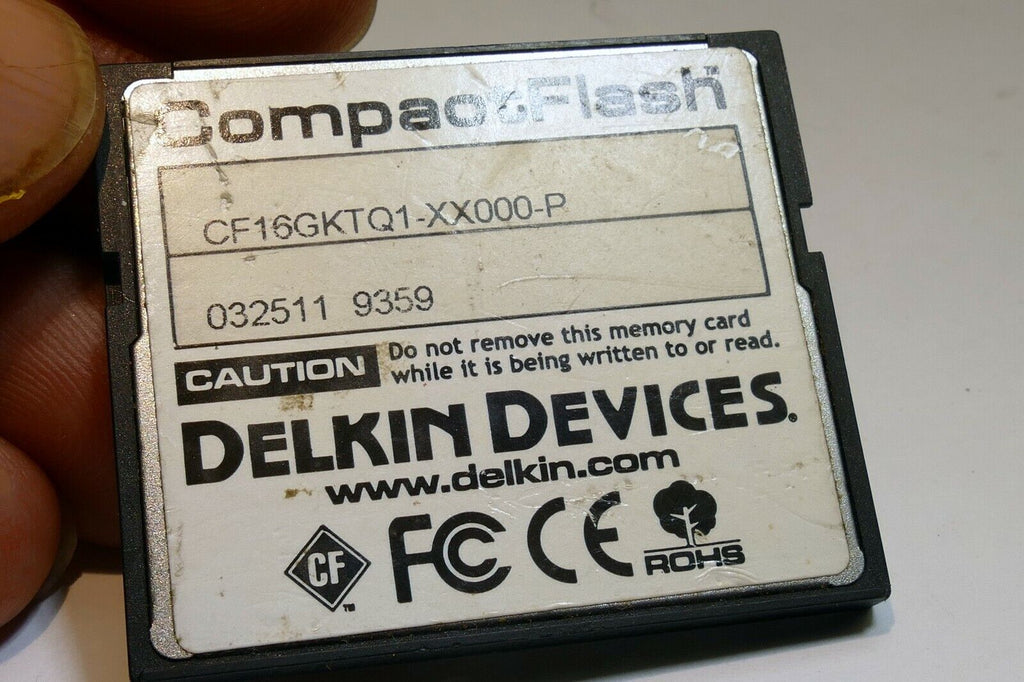 CompactFlash™
CF16GKTQ1-XX000-P
032511 9359
CAUTION
Do not remove this memory card
while it is being written to or read.
DELKIN DEVICES®
www.delkin.com
CF™ FC CE ROHS